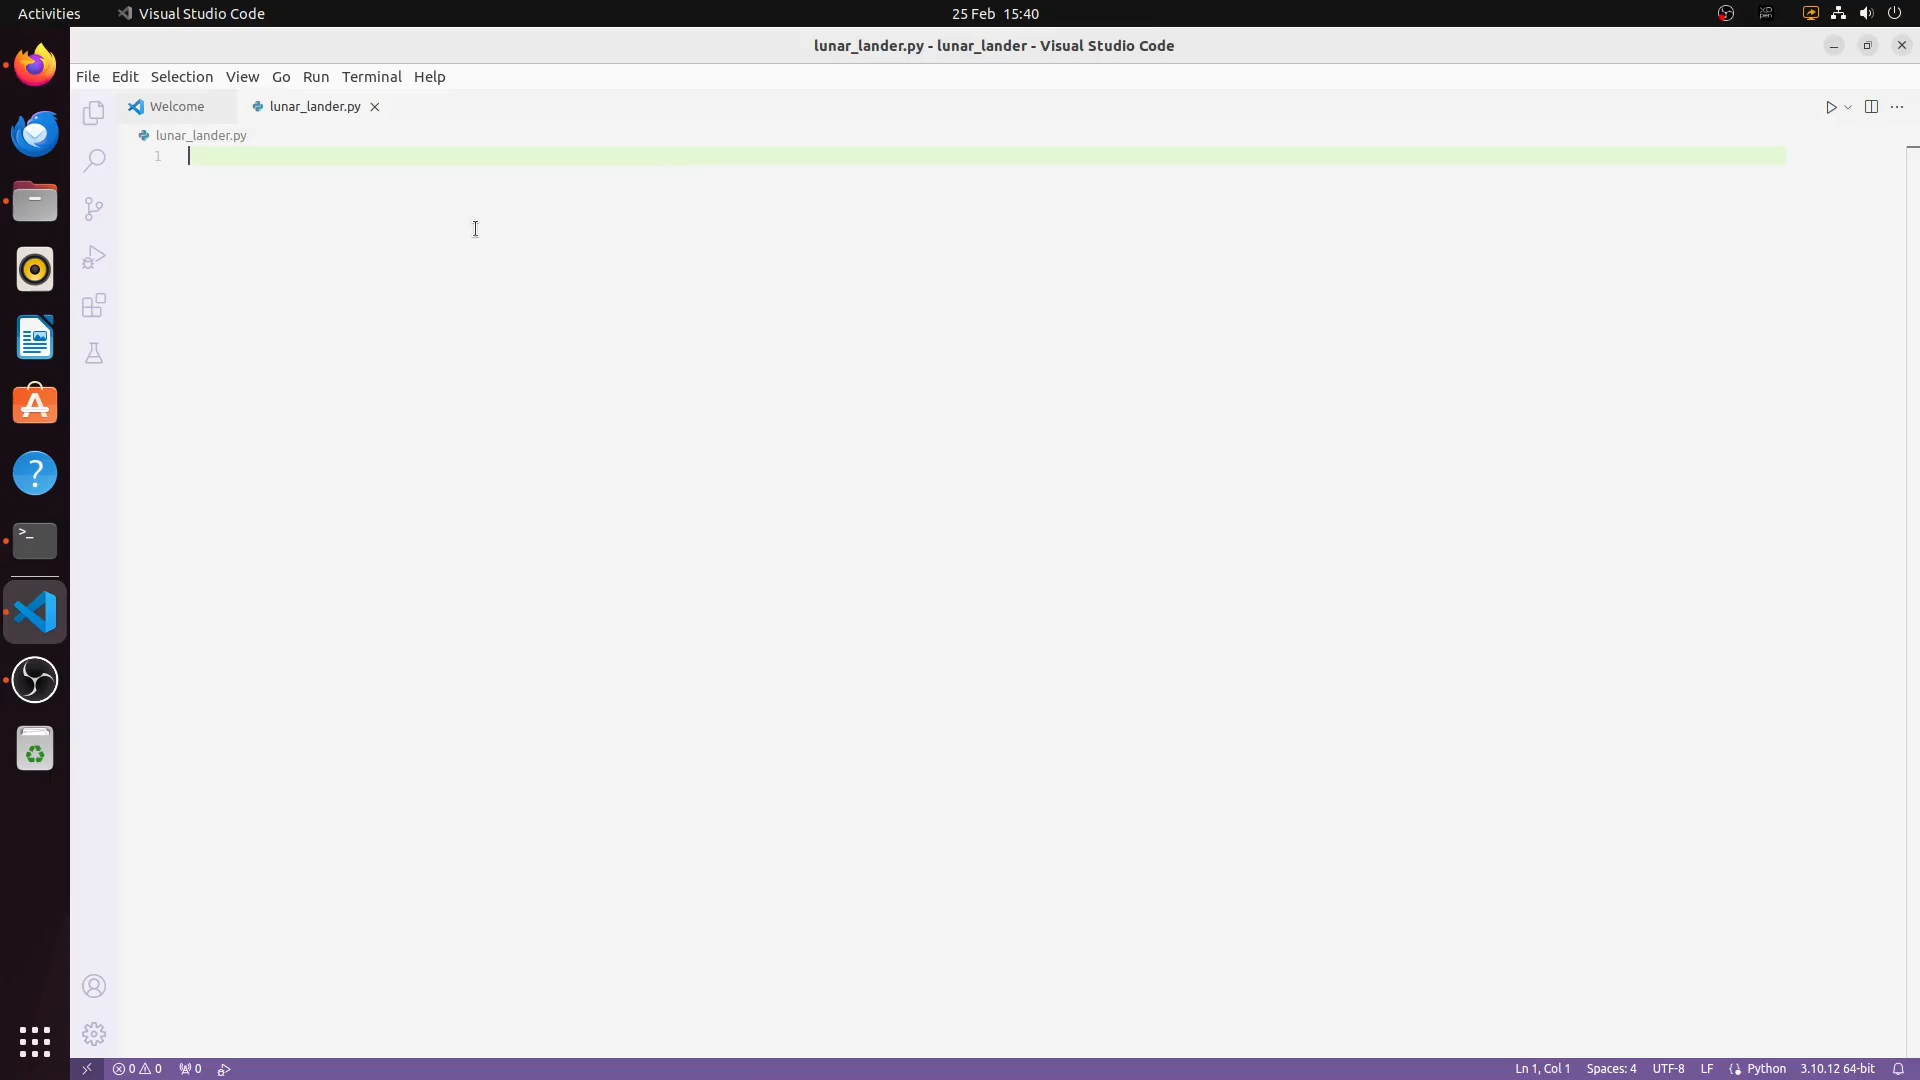 Activities
Visual Studio Code
25 Feb 15:40
lunar_lander.py - lunar_lander - Visual Studio Code
File Edit Selection View Go Run Terminal Help
Welcome
lunar_lander.py
lunar_lander.py
1
0 0 0
Ln 1, Col 1 Spaces: 4 UTF-8 LF Python 3.10.12 64-bit